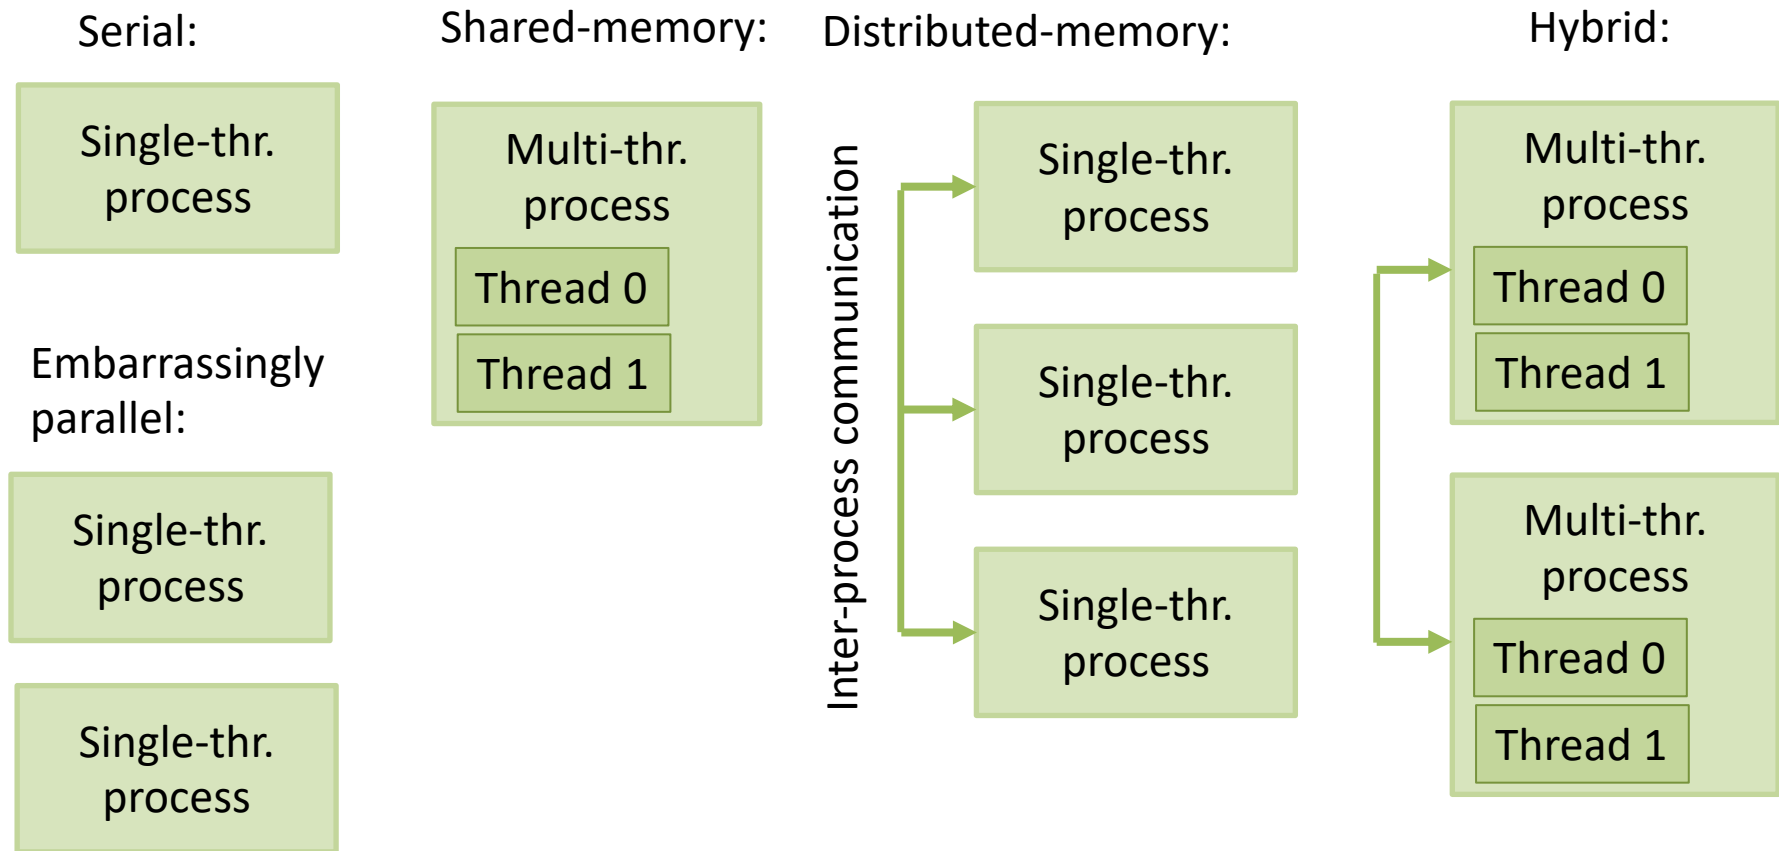 Serial:
Single-thr.
process
Embarrassingly
parallel:
Single-thr.
process
Single-thr.
process
Shared-memory:
Multi-thr.
process
Thread 0
Thread 1
Distributed-memory:
Inter-process communication
Single-thr.
process
Single-thr.
process
Single-thr.
process
Hybrid:
Multi-thr.
process
Thread 0
Thread 1
Multi-thr.
process
Thread 0
Thread 1